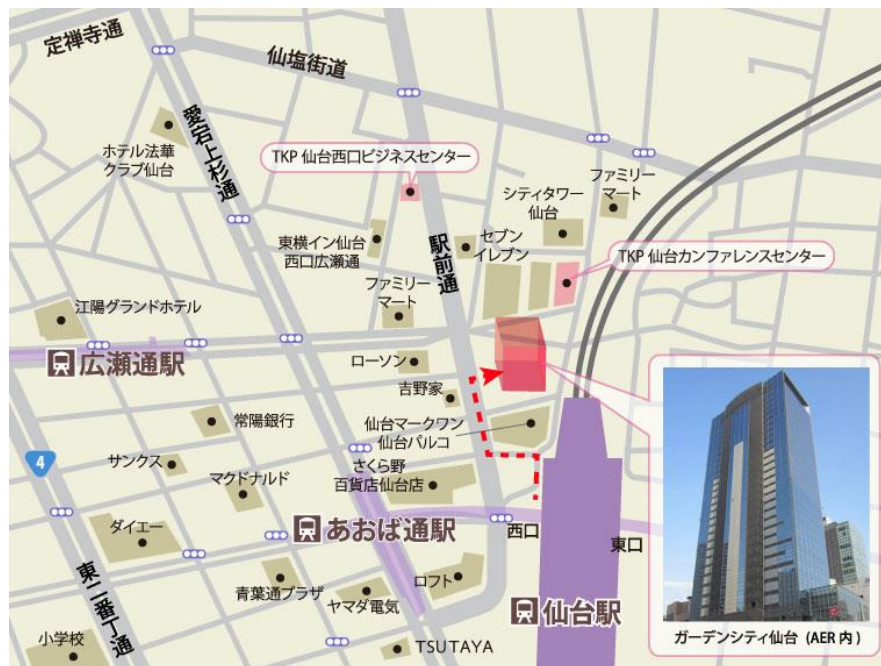 定禅寺通
仙塩街道
愛宕上杉通
ホテル法華
クラブ仙台
TKP 仙台西口ビジネスセンター
ファミリー
マート
シティタワー
仙台
駅前通
東横イン仙台
西口広瀬通
セブン
イレブン
TKP 仙台カンファレンスセンター
ファミリー
マート
江陽グランドホテル
広瀬通駅
ローソン
吉野家
常陽銀行
仙台マークワン
仙台パルコ
4
サンクス
マクドナルド
さくら野
百貨店仙台店
ダイエー
あおば通駅
西口
東口
東二番丁通
青葉通プラザ
ヤマダ電気
ロフト
仙台駅
小学校
TSUTAYA
ガーデンシティ仙台 (AER 内)